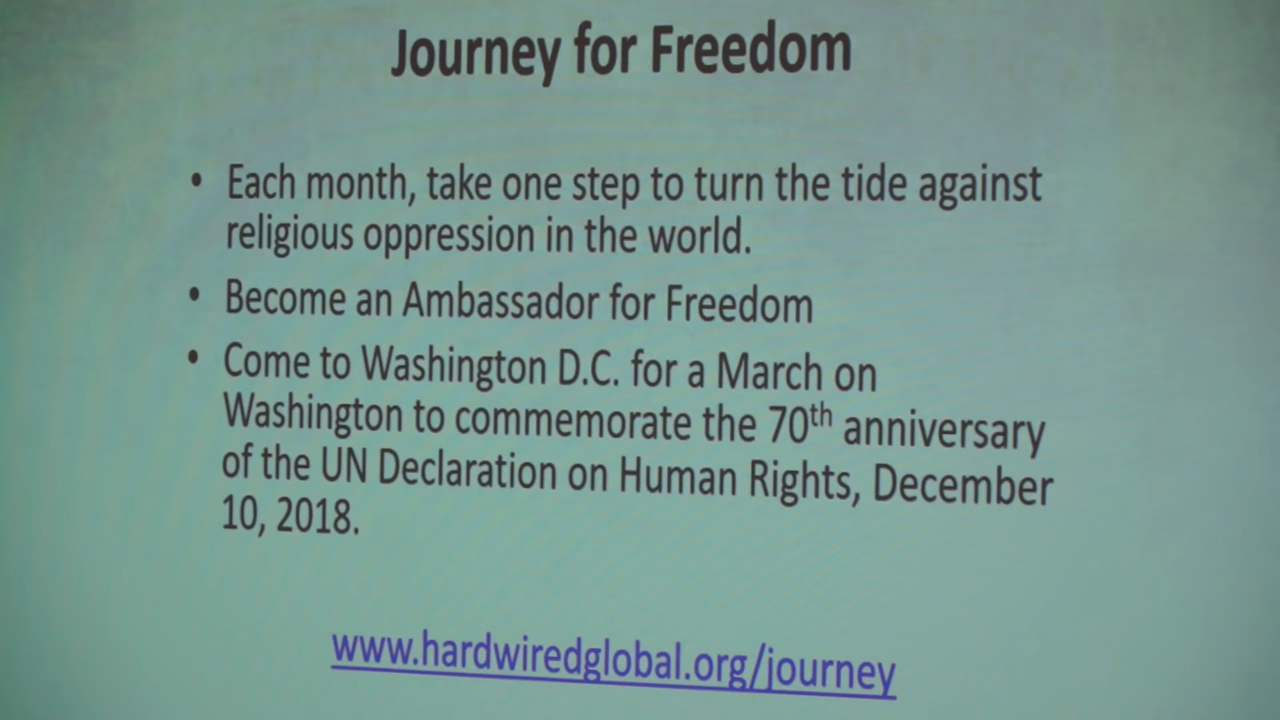 Journey for Freedom
• Each month, take one step to turn the tide against
religious oppression in the world.
• Become an Ambassador for Freedom
• Come to Washington D.C. for a March on
Washington to commemorate the 70th anniversary
of the UN Declaration on Human Rights, December
10, 2018.
www.hardwiredglobal.org/journey